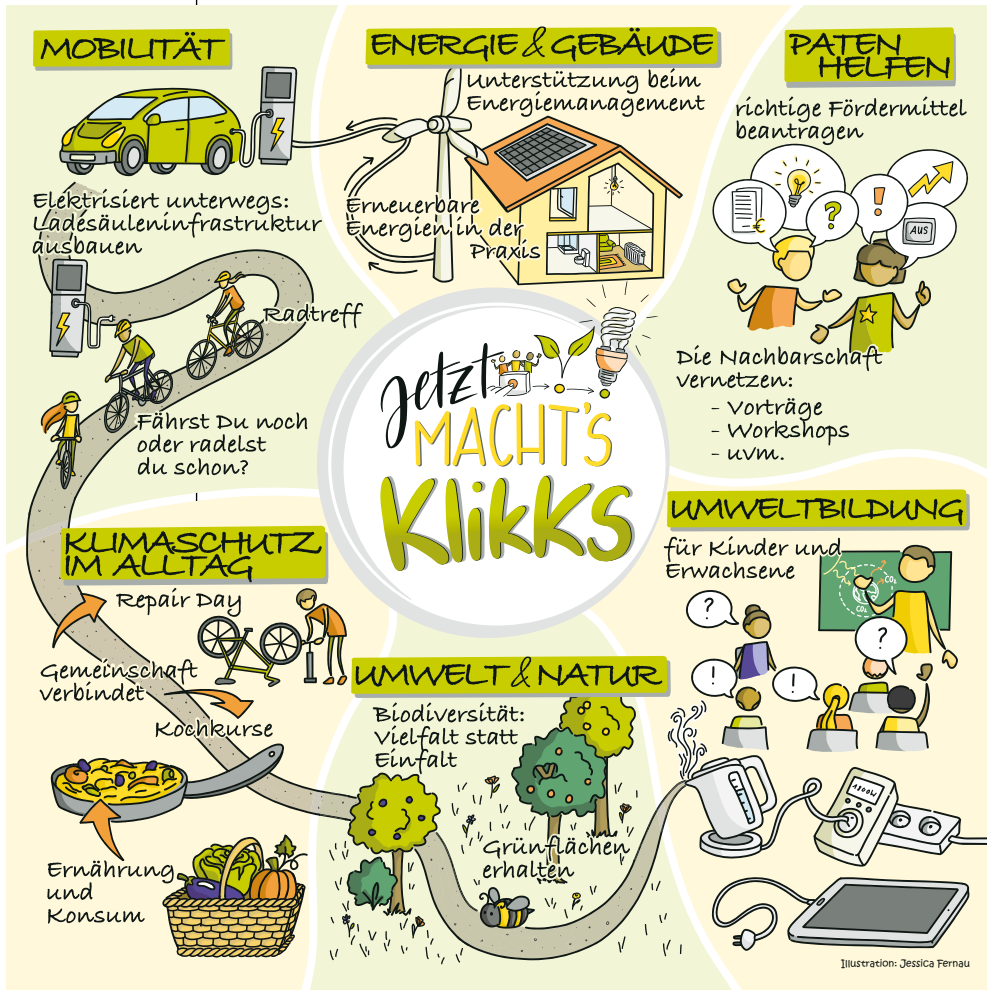 MOBILITÄT
Elektrisiert unterwegs:
Ladesäuleninfrastruktur
ausbauen
Radtreff
Fährst Du noch
oder radelst
du schon?
ENERGIE & GEBÄUDE
Unterstützung beim
Energiemanagement
Erneuerbare
Energien in der
Praxis
PATEN
HELFEN
richtige Fördermittel
beantragen
€
?
!
AUS
Die Nachbarschaft
vernetzen:
- Vorträge
- Workshops
- uvm.
Jetzt
MACHT'S
KlikKS
KLIMASCHUTZ
IM ALLTAG
Repair Day
Gemeinschaft
verbindet
Kochkurse
Ernährung
und
Konsum
UMWELT & NATUR
Biodiversität:
Vielfalt statt
Einfalt
Grünflächen
erhalten
UMWELTBILDUNG
für Kinder und
Erwachsene
CO₂
CO₂
?
?
!
!
1800W
Illustration: Jessica Fernau